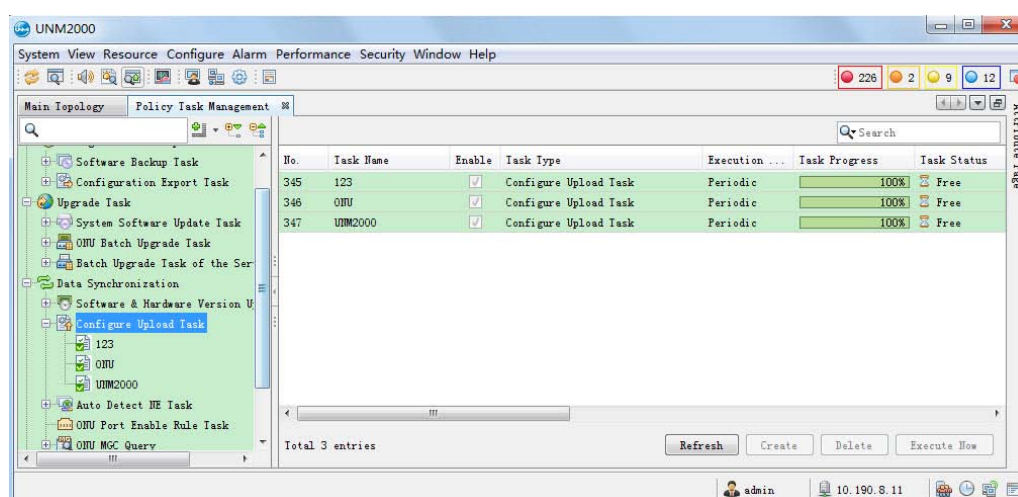 UNM2000
System View Resource Configure Alarm Performance Security Window Help
226 2 9 12
Main Topology Policy Task Management
Search
Software Backup Task
Configuration Export Task
Upgrade Task
System Software Update Task
ONU Batch Upgrade Task
Batch Upgrade Task of the Ser
Data Synchronization
Software & Hardware Version U
Configure Upload Task
123
ONU
UNM2000
Auto Detect NE Task
ONU Port Enable Rule Task
ONU MGC Query
No. Task Name Enable Task Type Execution ... Task Progress Task Status
345 123 Configure Upload Task Periodic 100% Free
346 ONU Configure Upload Task Periodic 100% Free
347 UNM2000 Configure Upload Task Periodic 100% Free
Total 3 entries
Refresh Create Delete Execute Now
admin 10.190.8.11